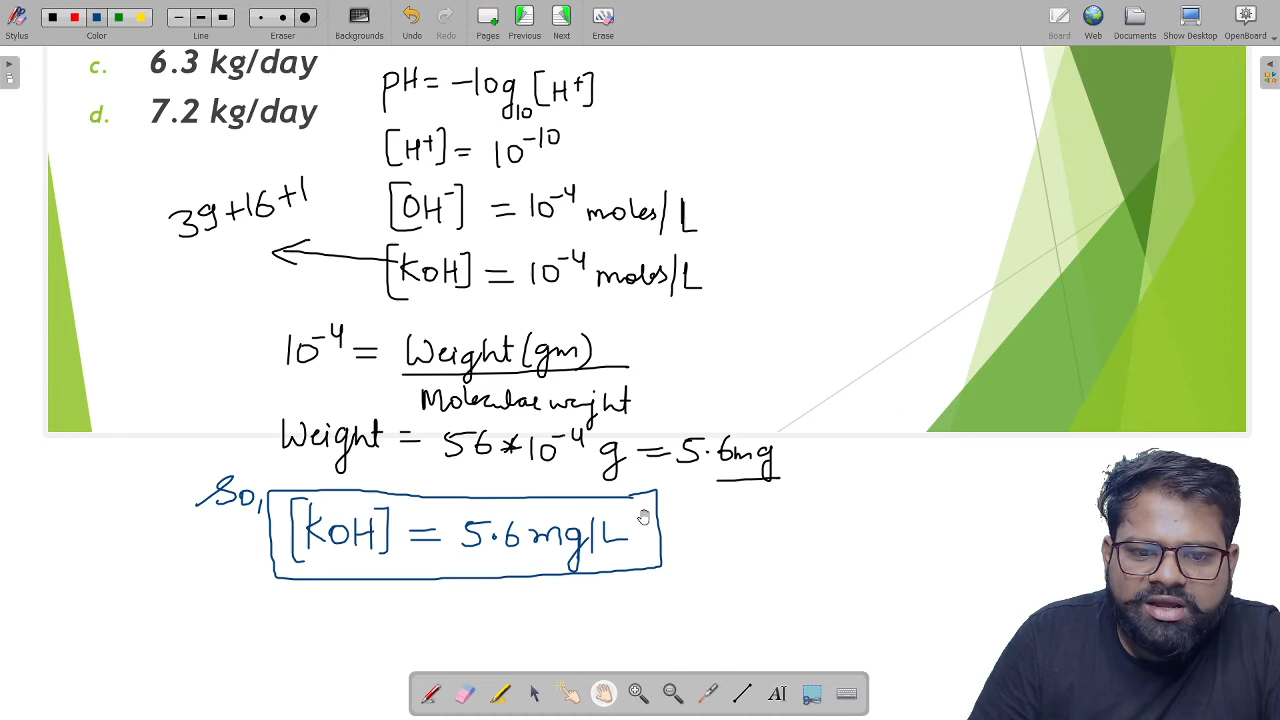 Stylus
Color
Line
Eraser
Backgrounds
Undo
Redo
Pages
Previous
Next
Erase
Board
Web
Documents
Show Desktop
OpenBoard
c. 6.3 kg/day
d. 7.2 kg/day
pH = -log10 [H+]
[H+] = 10^-10
39+16+1
[OH-] = 10^-4 moles/L
[KOH] = 10^-4 moles/L
10^-4 = Weight(gm)
Molecular weight
Weight = 56*10^-4 g = 5.6mg
So, [KOH] = 5.6 mg/L
AI